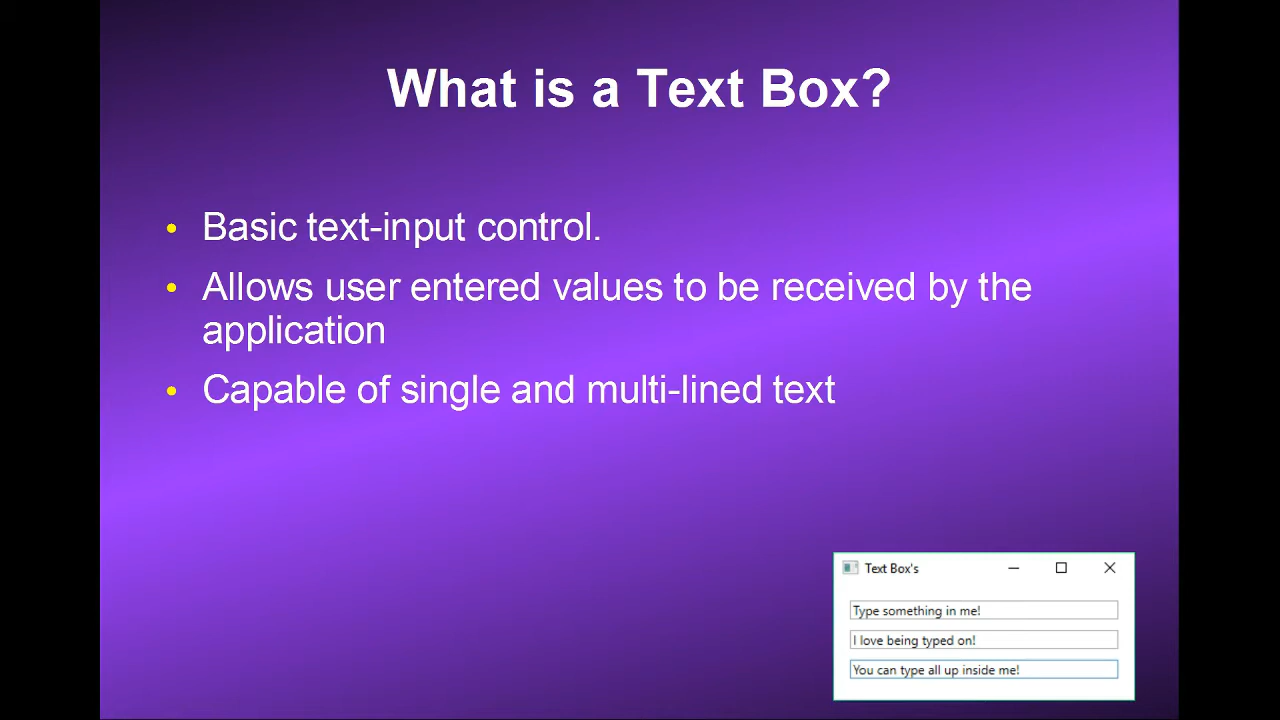 What is a Text Box?
• Basic text-input control.
• Allows user entered values to be received by the
application
• Capable of single and multi-lined text
Text Box's
Type something in me!
I love being typed on!
You can type all up inside me!